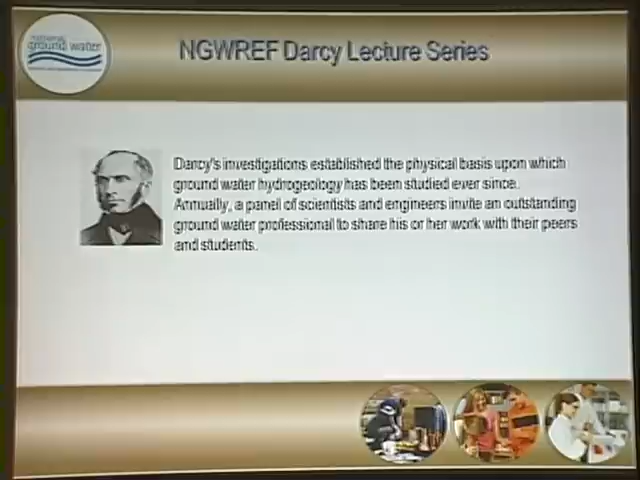 ground water
NGWREF Darcy Lecture Series
Darcy's investigations established the physical basis upon which
ground water hydrogeology has been studied ever since.
Annually, a panel of scientists and engineers invite an outstanding
ground water professional to share his or her work with their peers
and students.